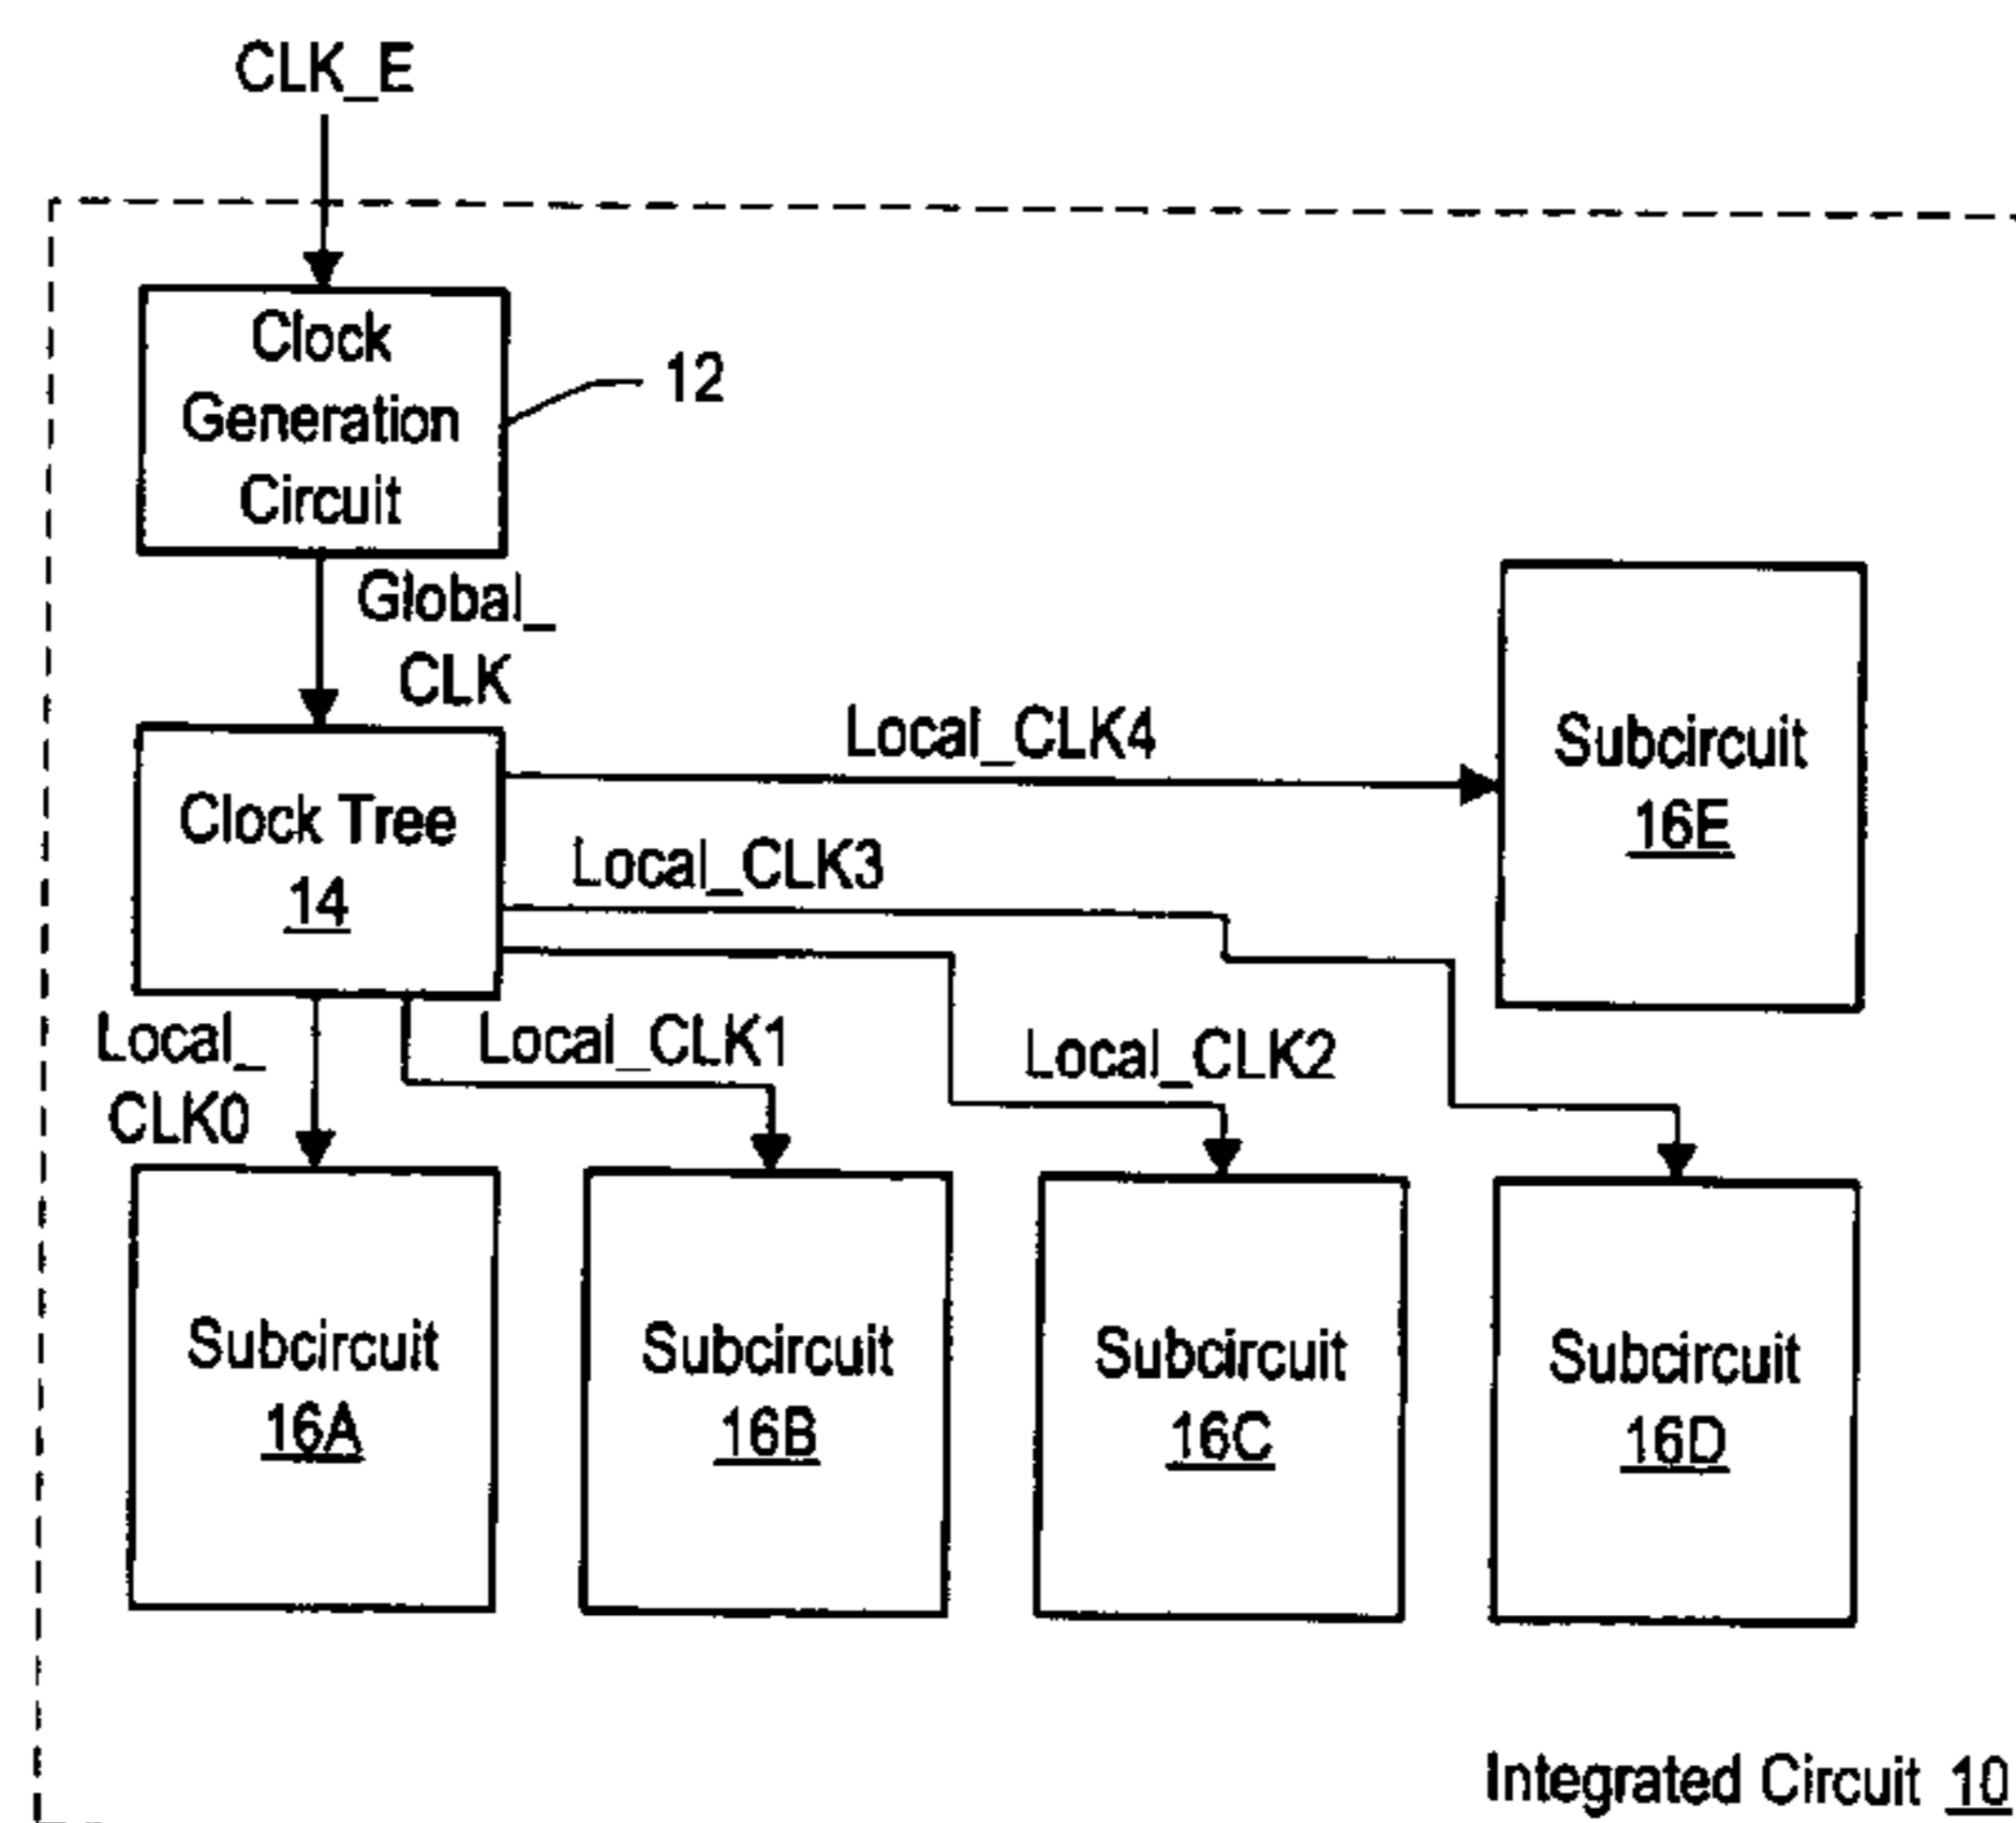 CLK_E
Clock
Generation
Circuit
12
Global_
CLK
Local_CLK4
Subcircuit
16E
Clock Tree
14
Local_CLK3
Local_
CLK0
Local_CLK1
Local_CLK2
Subcircuit
16A
Subcircuit
16B
Subcircuit
16C
Subcircuit
16D
Integrated Circuit 10